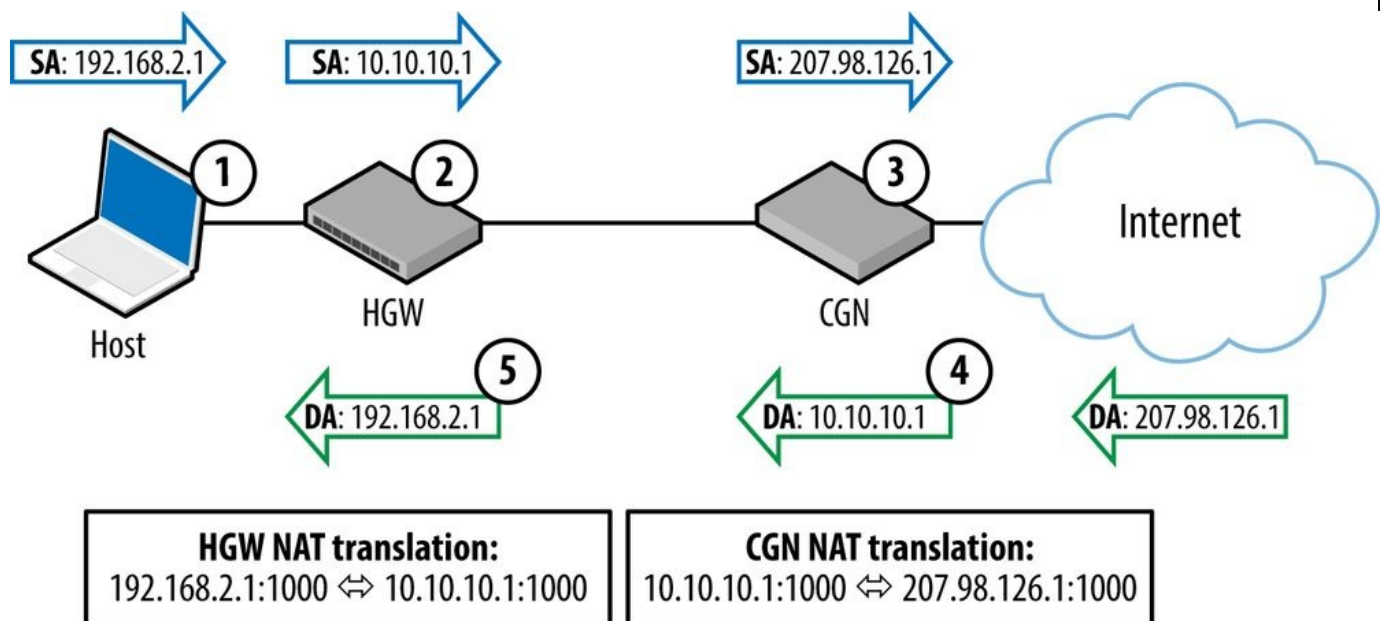 SA: 192.168.2.1
SA: 10.10.10.1
SA: 207.98.126.1
1
2
3
Internet
Host
HGW
CGN
5
4
DA: 192.168.2.1
DA: 10.10.10.1
DA: 207.98.126.1
HGW NAT translation:
192.168.2.1:1000 ⇔ 10.10.10.1:1000
CGN NAT translation:
10.10.10.1:1000 ⇔ 207.98.126.1:1000